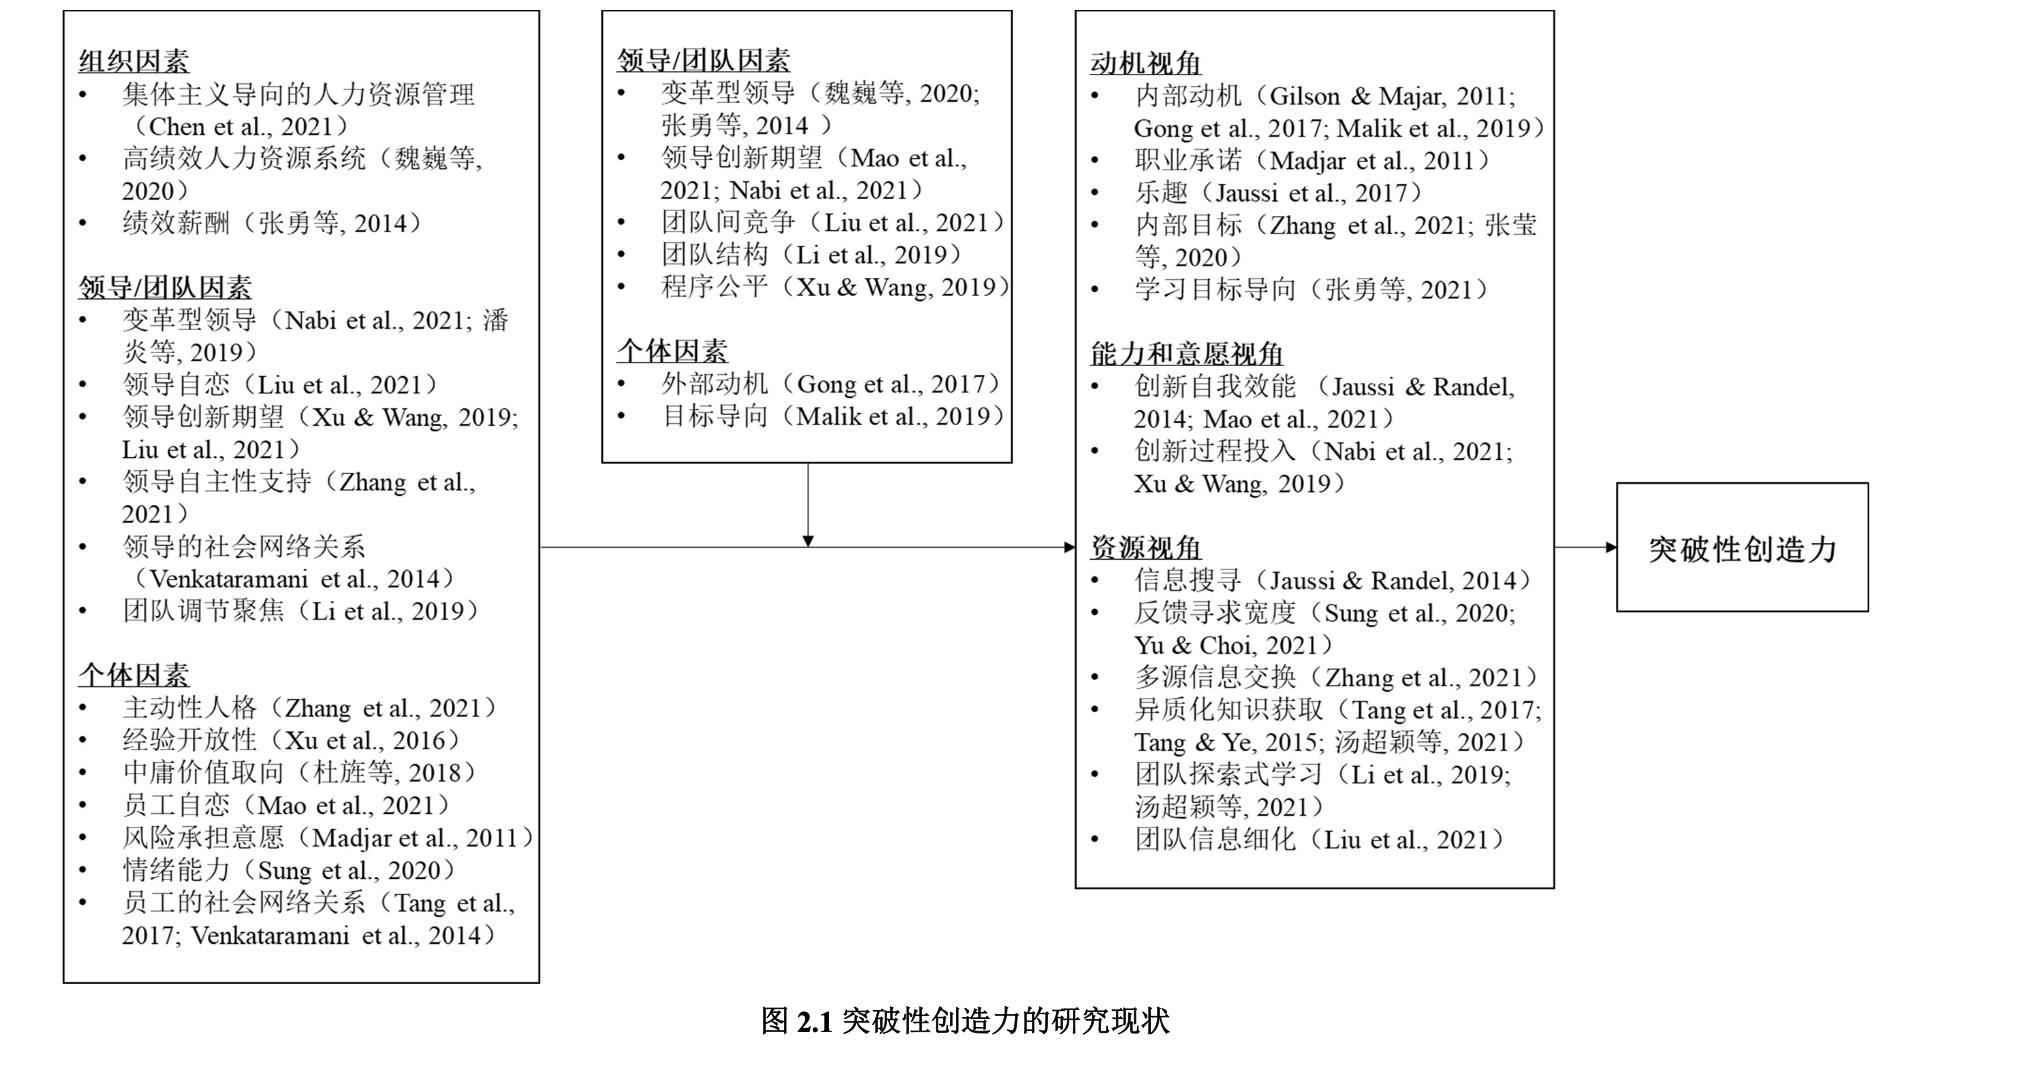 组织因素
• 集体主义导向的人力资源管理
（Chen et al., 2021）
• 高绩效人力资源系统（魏巍等,
2020）
• 绩效薪酬（张勇等, 2014）
领导/团队因素
• 变革型领导（Nabi et al., 2021; 潘
炎等, 2019）
• 领导自恋（Liu et al., 2021）
• 领导创新期望（Xu & Wang, 2019;
Liu et al., 2021）
• 领导自主性支持（Zhang et al.,
2021）
• 领导的社会网络关系
（Venkataramani et al., 2014）
• 团队调节聚焦（Li et al., 2019）
个体因素
• 主动性人格（Zhang et al., 2021）
• 经验开放性（Xu et al., 2016）
• 中庸价值取向（杜旌等, 2018）
• 员工自恋（Mao et al., 2021）
• 风险承担意愿（Madjar et al., 2011）
• 情绪能力（Sung et al., 2020）
• 员工的社会网络关系（Tang et al.,
2017; Venkataramani et al., 2014）
领导/团队因素
• 变革型领导（魏巍等, 2020;
张勇等, 2014 ）
• 领导创新期望（Mao et al.,
2021; Nabi et al., 2021）
• 团队间竞争（Liu et al., 2021）
• 团队结构（Li et al., 2019）
• 程序公平（Xu & Wang, 2019）
个体因素
• 外部动机（Gong et al., 2017）
• 目标导向（Malik et al., 2019）
动机视角
• 内部动机（Gilson & Majar, 2011;
Gong et al., 2017; Malik et al., 2019）
• 职业承诺（Madjar et al., 2011）
• 乐趣（Jaussi et al., 2017）
• 内部目标（Zhang et al., 2021; 张莹
等, 2020）
• 学习目标导向（张勇等, 2021）
能力和意愿视角
• 创新自我效能 （Jaussi & Randel,
2014; Mao et al., 2021）
• 创新过程投入（Nabi et al., 2021;
Xu & Wang, 2019）
资源视角
• 信息搜寻（Jaussi & Randel, 2014）
• 反馈寻求宽度（Sung et al., 2020;
Yu & Choi, 2021）
• 多源信息交换（Zhang et al., 2021）
• 异质化知识获取（Tang et al., 2017;
Tang & Ye, 2015; 汤超颖等, 2021）
• 团队探索式学习（Li et al., 2019;
汤超颖等, 2021）
• 团队信息细化（Liu et al., 2021）
突破性创造力
图 2.1 突破性创造力的研究现状